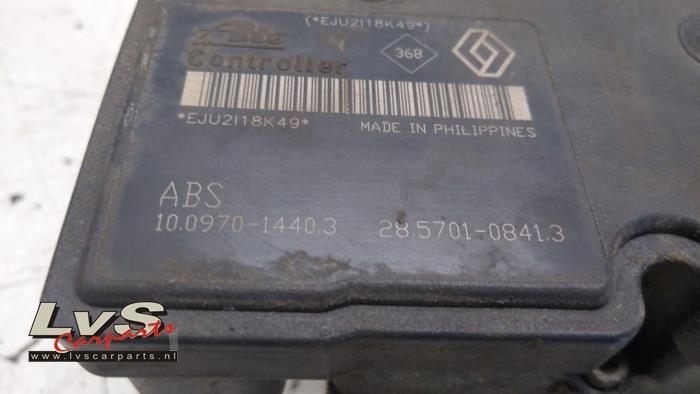 (*EJU2I18K49*)
Controller
368
*EJU2I18K49*
MADE IN PHILIPPINES
ABS
10.0970-1440.3
28.5701-0841.3
LvS
Carparts
www.lvscarparts.nl